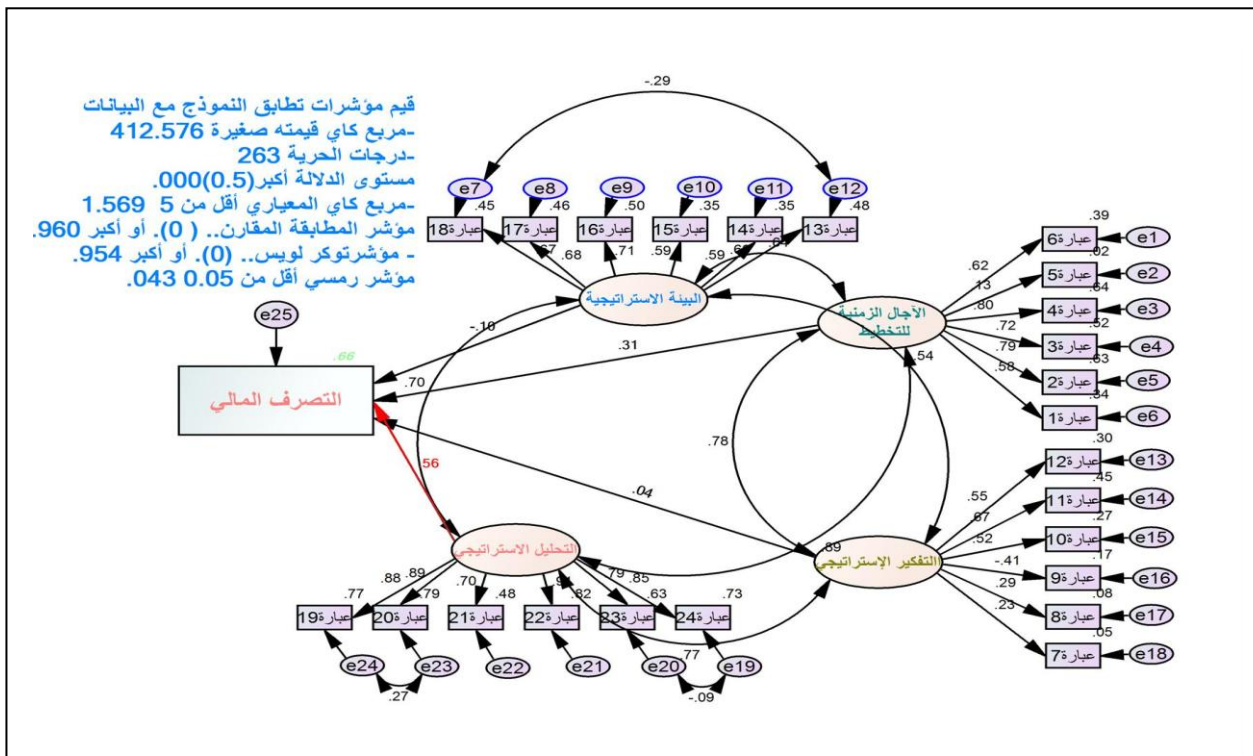 قيم مؤشرات تطابق النموذج مع البيانات
-مربع كاي قيمته صغيرة 412.576
-درجات الحرية 263
مستوى الدلالة أكبر(0.5)000.
-مربع كاي المعياري أقل من 5 1.569
مؤشر المطابقة المقارن.. ( 0). أو أكبر 960.
- مؤشرتوكر لويس.. (0). أو أكبر 954.
مؤشر رمسي أقل من 0.05 043.
-.29
e7 e8 e9 e10 e11 e12
.45 .46 .50 .35 .35 .48
عبارة18 عبارة17 عبارة16 عبارة15 عبارة14 عبارة13
.67 .68 .71 .59 .59
البيئة الاستراتيجية
.39
عبارة6 e1
.02
عبارة5 e2
.64
عبارة4 e3
.52
عبارة3 e4
.63
عبارة2 e5
.34
عبارة1 e6
.62
.13
.80
.72
.79
.58
الآجال الزمنية
للتخطيط
e25
.66
التصرف المالي
-.10
.31
.70
.54
.78
.56
.04
.89
التحليل الاستراتيجي
التفكير الإستراتيجي
.30
عبارة12 e13
.45
عبارة11 e14
.27
عبارة10 e15
.17
عبارة9 e16
.08
عبارة8 e17
.05
عبارة7 e18
.55
.67
.52
-.41
.29
.23
.88 .89 .70 .91 .79 .85
.77 .79 .48 .82 .63 .73
عبارة19 عبارة20 عبارة21 عبارة22 عبارة23 عبارة24
e24 e23 e22 e21 e20 e19
.77
.27
-.09